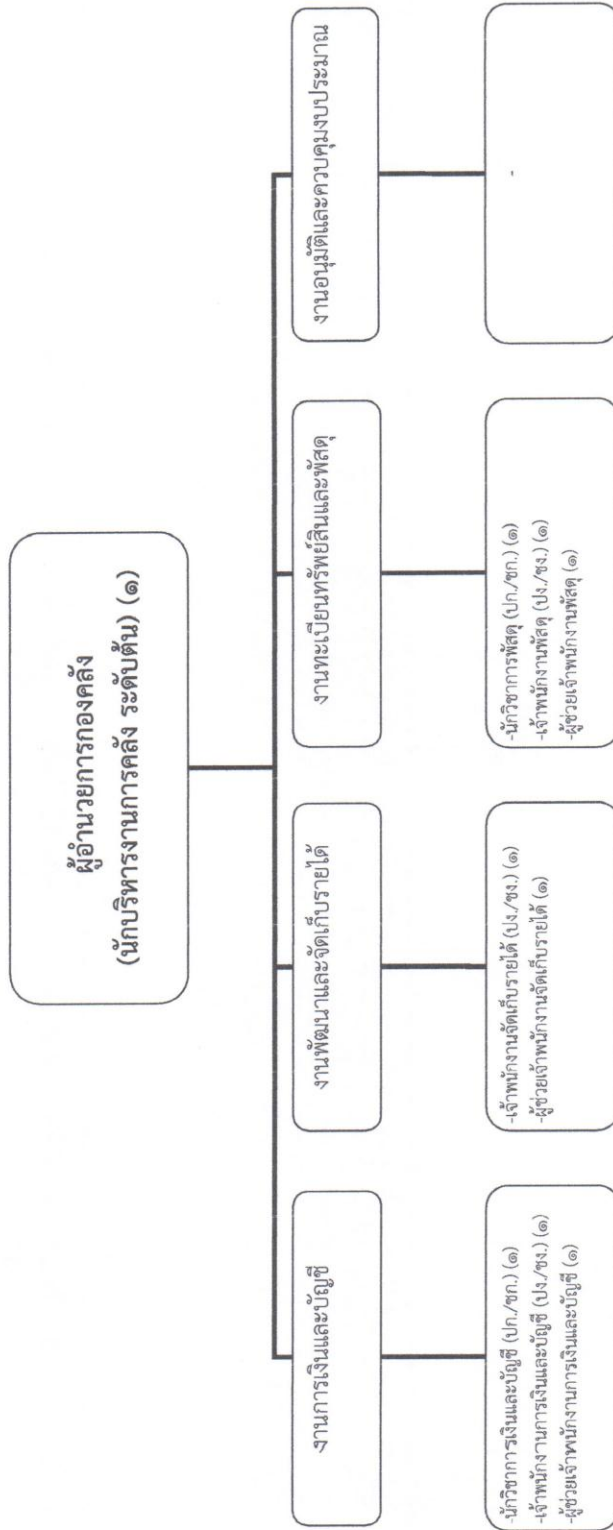 ผู้อำนวยการกองคลัง
(นักบริหารงานการคลัง ระดับต้น) (๑)
งานการเงินและบัญชี
งานพัฒนาและจัดเก็บรายได้
งานทะเบียนทรัพย์สินและพัสดุ
งานอนุมัติและควบคุมงบประมาณ
-นักวิชาการเงินและบัญชี (ปก./ชก.) (๑)
-เจ้าพนักงานการเงินและบัญชี (ปง./ชง.) (๑)
-ผู้ช่วยเจ้าพนักงานการเงินและบัญชี (๑)
-เจ้าพนักงานจัดเก็บรายได้ (ปง./ชง.) (๑)
-ผู้ช่วยเจ้าพนักงานจัดเก็บรายได้ (๑)
-นักวิชาการพัสดุ (ปก./ชก.) (๑)
-เจ้าพนักงานพัสดุ (ปง./ชง.) (๑)
-ผู้ช่วยเจ้าพนักงานพัสดุ (๑)
-